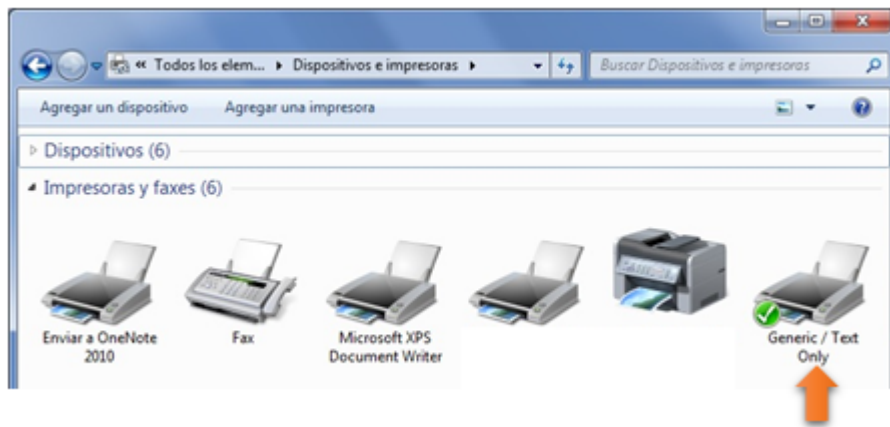 « Todos los elem... ▸ Dispositivos e impresoras ▸
Buscar Dispositivos e impresoras
Agregar un dispositivo Agregar una impresora
Dispositivos (6)
Impresoras y faxes (6)
Enviar a OneNote
2010
Fax
Microsoft XPS
Document Writer
Generic / Text
Only